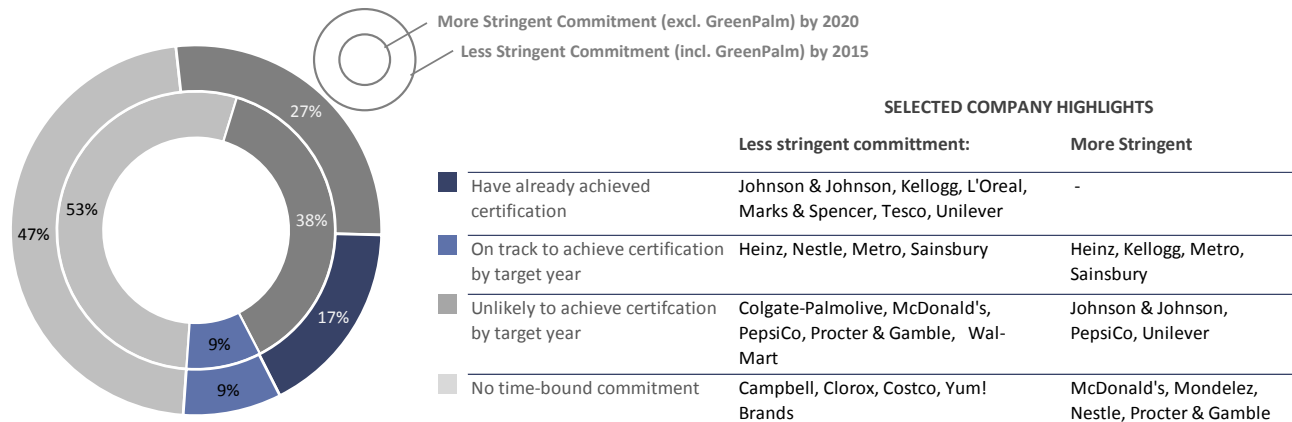 More Stringent Commitment (excl. GreenPalm) by 2020
Less Stringent Commitment (incl. GreenPalm) by 2015
27%
53%
38%
47%
17%
9%
9%
SELECTED COMPANY HIGHLIGHTS
Less stringent committment:
More Stringent
Have already achieved
certification
Johnson & Johnson, Kellogg, L'Oreal,
Marks & Spencer, Tesco, Unilever
-
On track to achieve certification
by target year
Heinz, Nestle, Metro, Sainsbury
Heinz, Kellogg, Metro,
Sainsbury
Unlikely to achieve certifcation
by target year
Colgate-Palmolive, McDonald's,
PepsiCo, Procter & Gamble, Wal-
Mart
Johnson & Johnson,
PepsiCo, Unilever
No time-bound commitment
Campbell, Clorox, Costco, Yum!
Brands
McDonald's, Mondelez,
Nestle, Procter & Gamble